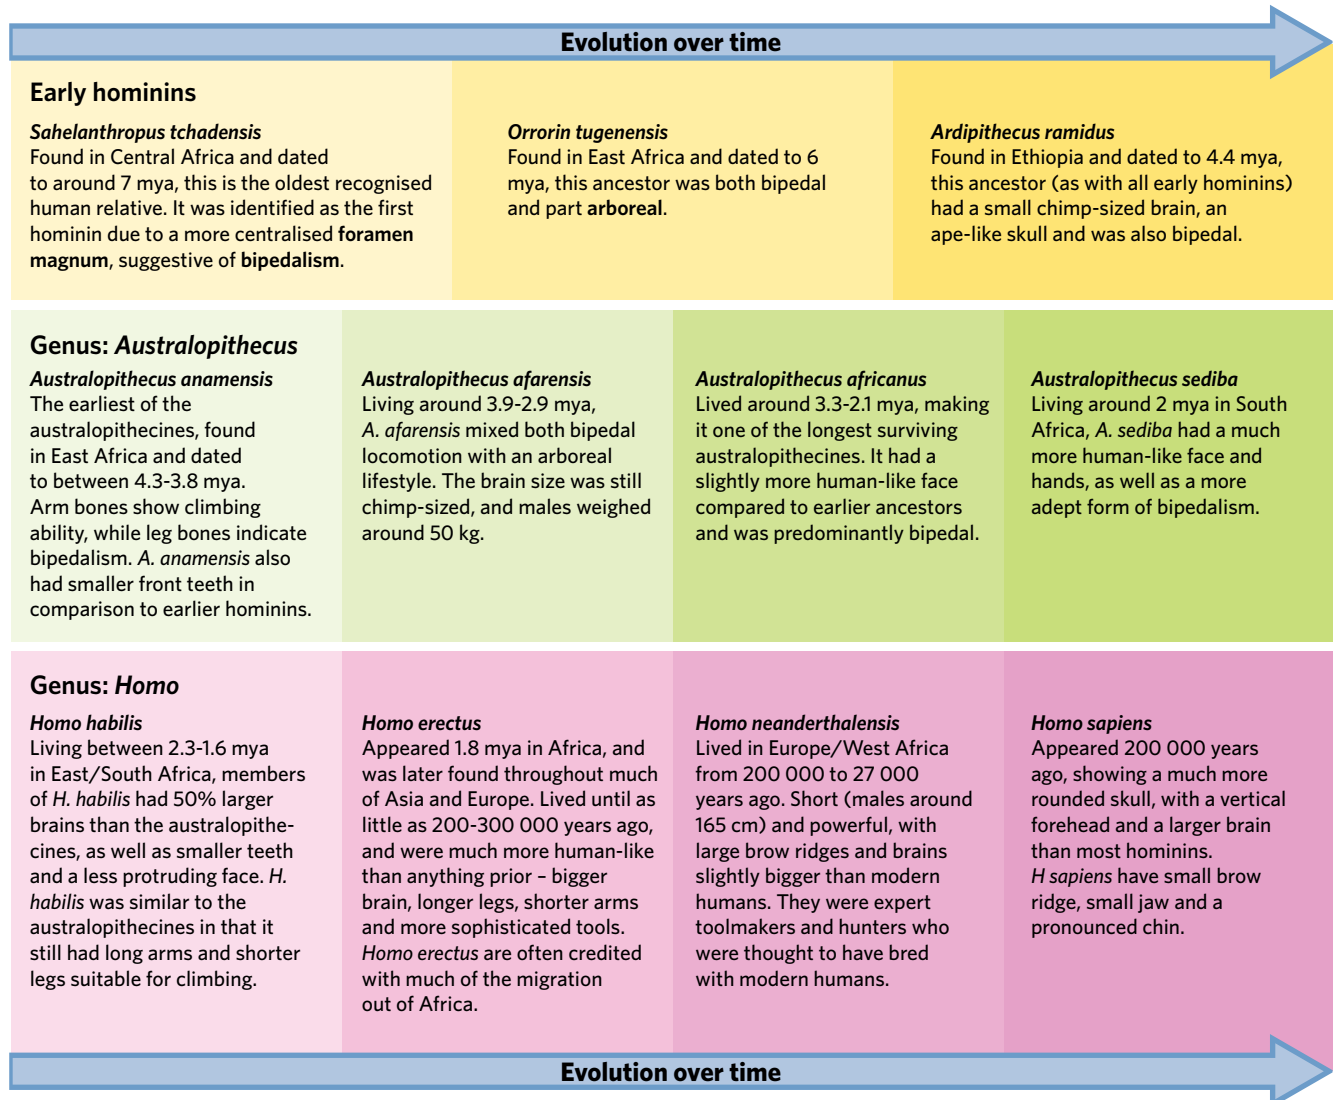 Evolution over time
Early hominins
Sahelanthropus tchadensis
Found in Central Africa and dated
to around 7 mya, this is the oldest recognised
human relative. It was identified as the first
hominin due to a more centralised foramen
magnum, suggestive of bipedalism.
Orrorin tugenensis
Found in East Africa and dated to 6
mya, this ancestor was both bipedal
and part arboreal.
Ardipithecus ramidus
Found in Ethiopia and dated to 4.4 mya,
this ancestor (as with all early hominins)
had a small chimp-sized brain, an
ape-like skull and was also bipedal.
Genus: Australopithecus
Australopithecus anamensis
The earliest of the
australopithecines, found
in East Africa and dated
to between 4.3-3.8 mya.
Arm bones show climbing
ability, while leg bones indicate
bipedalism. A. anamensis also
had smaller front teeth in
comparison to earlier hominins.
Australopithecus afarensis
Living around 3.9-2.9 mya,
A. afarensis mixed both bipedal
locomotion with an arboreal
lifestyle. The brain size was still
chimp-sized, and males weighed
around 50 kg.
Australopithecus africanus
Lived around 3.3-2.1 mya, making
it one of the longest surviving
australopithecines. It had a
slightly more human-like face
compared to earlier ancestors
and was predominantly bipedal.
Australopithecus sediba
Living around 2 mya in South
Africa, A. sediba had a much
more human-like face and
hands, as well as a more
adept form of bipedalism.
Genus: Homo
Homo habilis
Living between 2.3-1.6 mya
in East/South Africa, members
of H. habilis had 50% larger
brains than the australopithe-
cines, as well as smaller teeth
and a less protruding face. H.
habilis was similar to the
australopithecines in that it
still had long arms and shorter
legs suitable for climbing.
Homo erectus
Appeared 1.8 mya in Africa, and
was later found throughout much
of Asia and Europe. Lived until as
little as 200-300 000 years ago,
and were much more human-like
than anything prior – bigger
brain, longer legs, shorter arms
and more sophisticated tools.
Homo erectus are often credited
with much of the migration
out of Africa.
Homo neanderthalensis
Lived in Europe/West Africa
from 200 000 to 27 000
years ago. Short (males around
165 cm) and powerful, with
large brow ridges and brains
slightly bigger than modern
humans. They were expert
toolmakers and hunters who
were thought to have bred
with modern humans.
Homo sapiens
Appeared 200 000 years
ago, showing a much more
rounded skull, with a vertical
forehead and a larger brain
than most hominins.
H sapiens have small brow
ridge, small jaw and a
pronounced chin.
Evolution over time